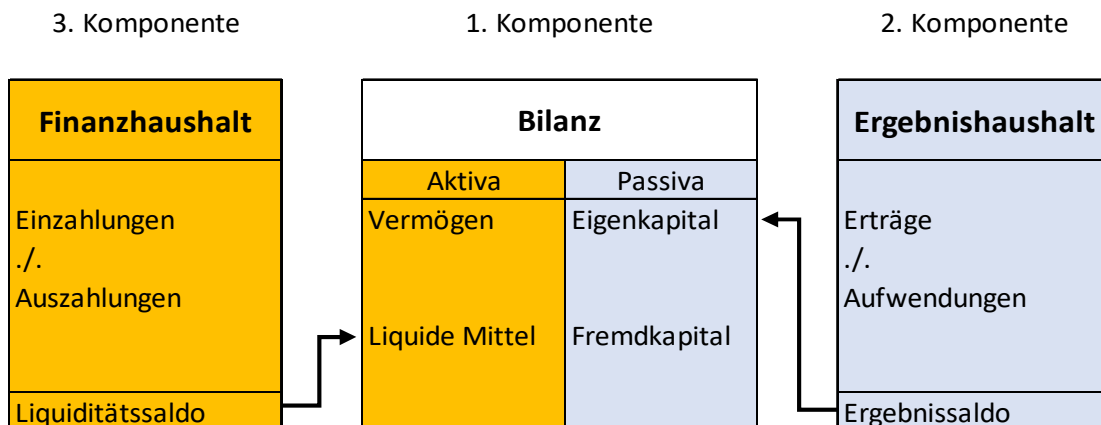 3. Komponente
1. Komponente
2. Komponente
Finanzhaushalt
Einzahlungen
./.
Auszahlungen
Liquiditätssaldo
Bilanz
Aktiva
Passiva
Vermögen
Eigenkapital
Liquide Mittel
Fremdkapital
Ergebnishaushalt
Erträge
./.
Aufwendungen
Ergebnissaldo